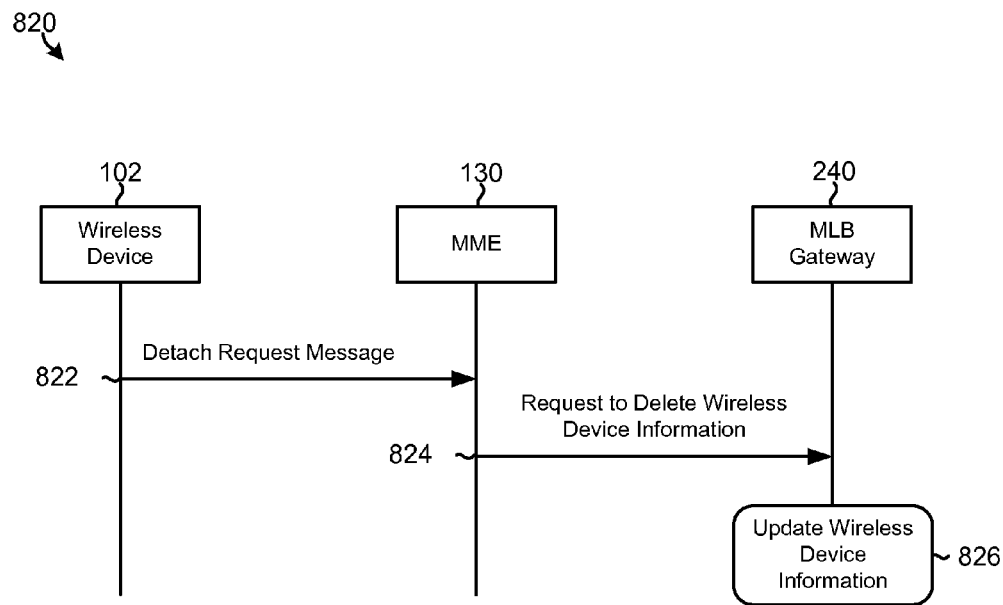 820
102
130
240
Wireless
Device
MME
MLB
Gateway
Detach Request Message
822
Request to Delete Wireless
Device Information
824
Update Wireless
Device
Information
826